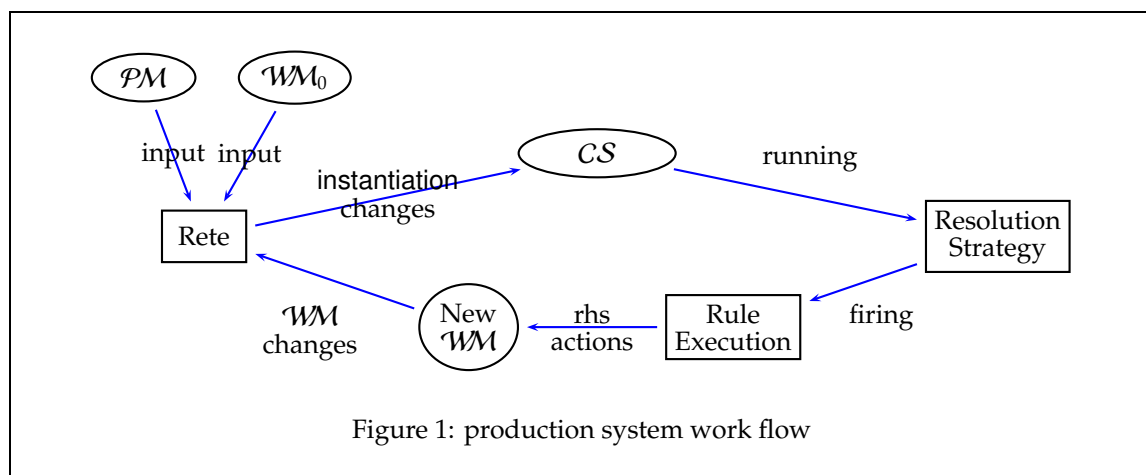 𝒫ℳ
𝒲ℳ₀
input
input
𝒞𝒮
running
instantiation
changes
Rete
Resolution
Strategy
𝒲ℳ
changes
New
𝒲ℳ
rhs
actions
Rule
Execution
firing
Figure 1: production system work flow